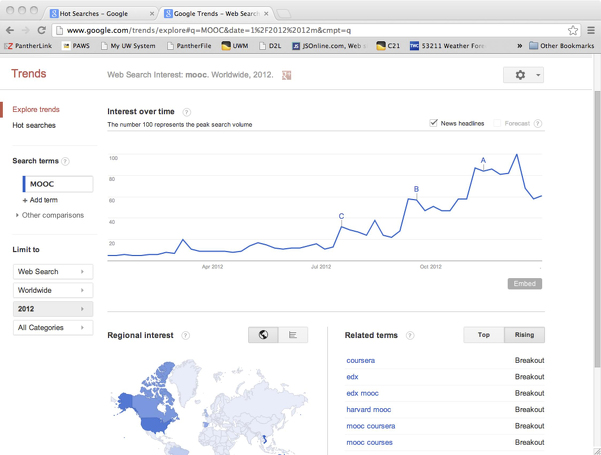 Hot Searches - Google
Google Trends - Web Search
www.google.com/trends/explore#q=MOOC&date=1%2F2012%2012m&cmpt=q
PantherLink PAWS My UW System PantherFile UWM D2L JSOnline.com, Web C21 53211 Weather Fore » Other Bookmarks
Trends
Web Search Interest: mooc. Worldwide, 2012.
Explore trends
Hot searches
Search terms ?
MOOC
+ Add term
Other comparisons
Limit to
Web Search
Worldwide
2012
All Categories
Interest over time ?
The number 100 represents the peak search volume
News headlines Forecast ?
100
80
60
40
20
A
B
C
Apr 2012 Jul 2012 Oct 2012
Embed
Regional interest ?
Related terms ? Top Rising
coursera Breakout
edx Breakout
edx mooc Breakout
harvard mooc Breakout
mooc coursera Breakout
mooc courses Breakout